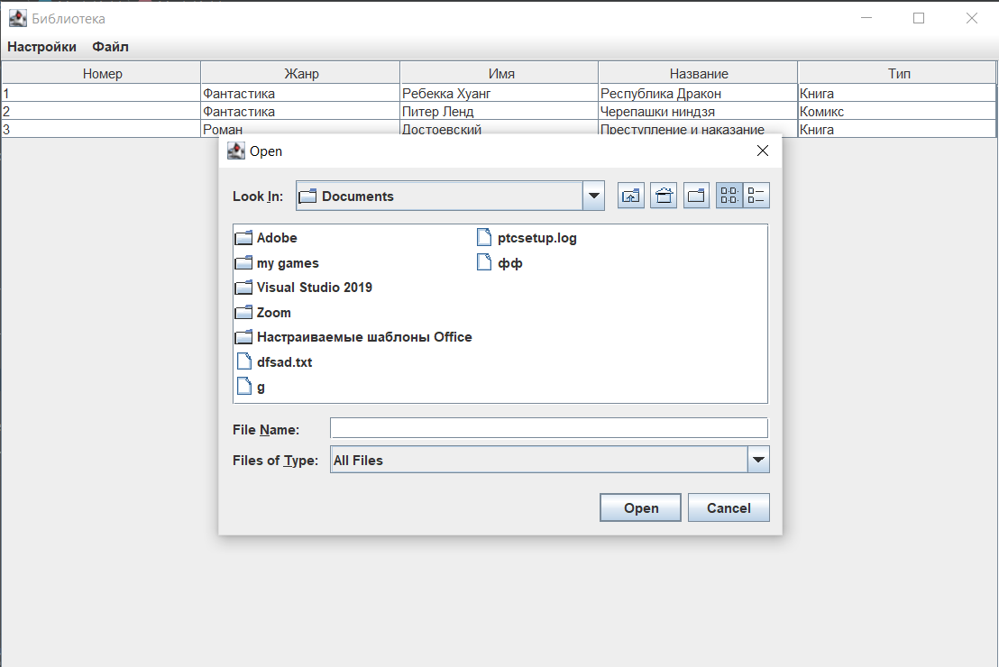 Библиотека
Настройки Файл
Номер Жанр Имя Название Тип
1 Фантастика Ребекка Хуанг Республика Дракон Книга
2 Фантастика Питер Ленд Черепашки ниндзя Комикс
3 Роман Достоевский Преступление и наказание Книга
Open
Look In: Documents
Adobe
my games
Visual Studio 2019
Zoom
Настраиваемые шаблоны Office
dfsad.txt
g
ptcsetup.log
фф
File Name:
Files of Type: All Files
Open Cancel